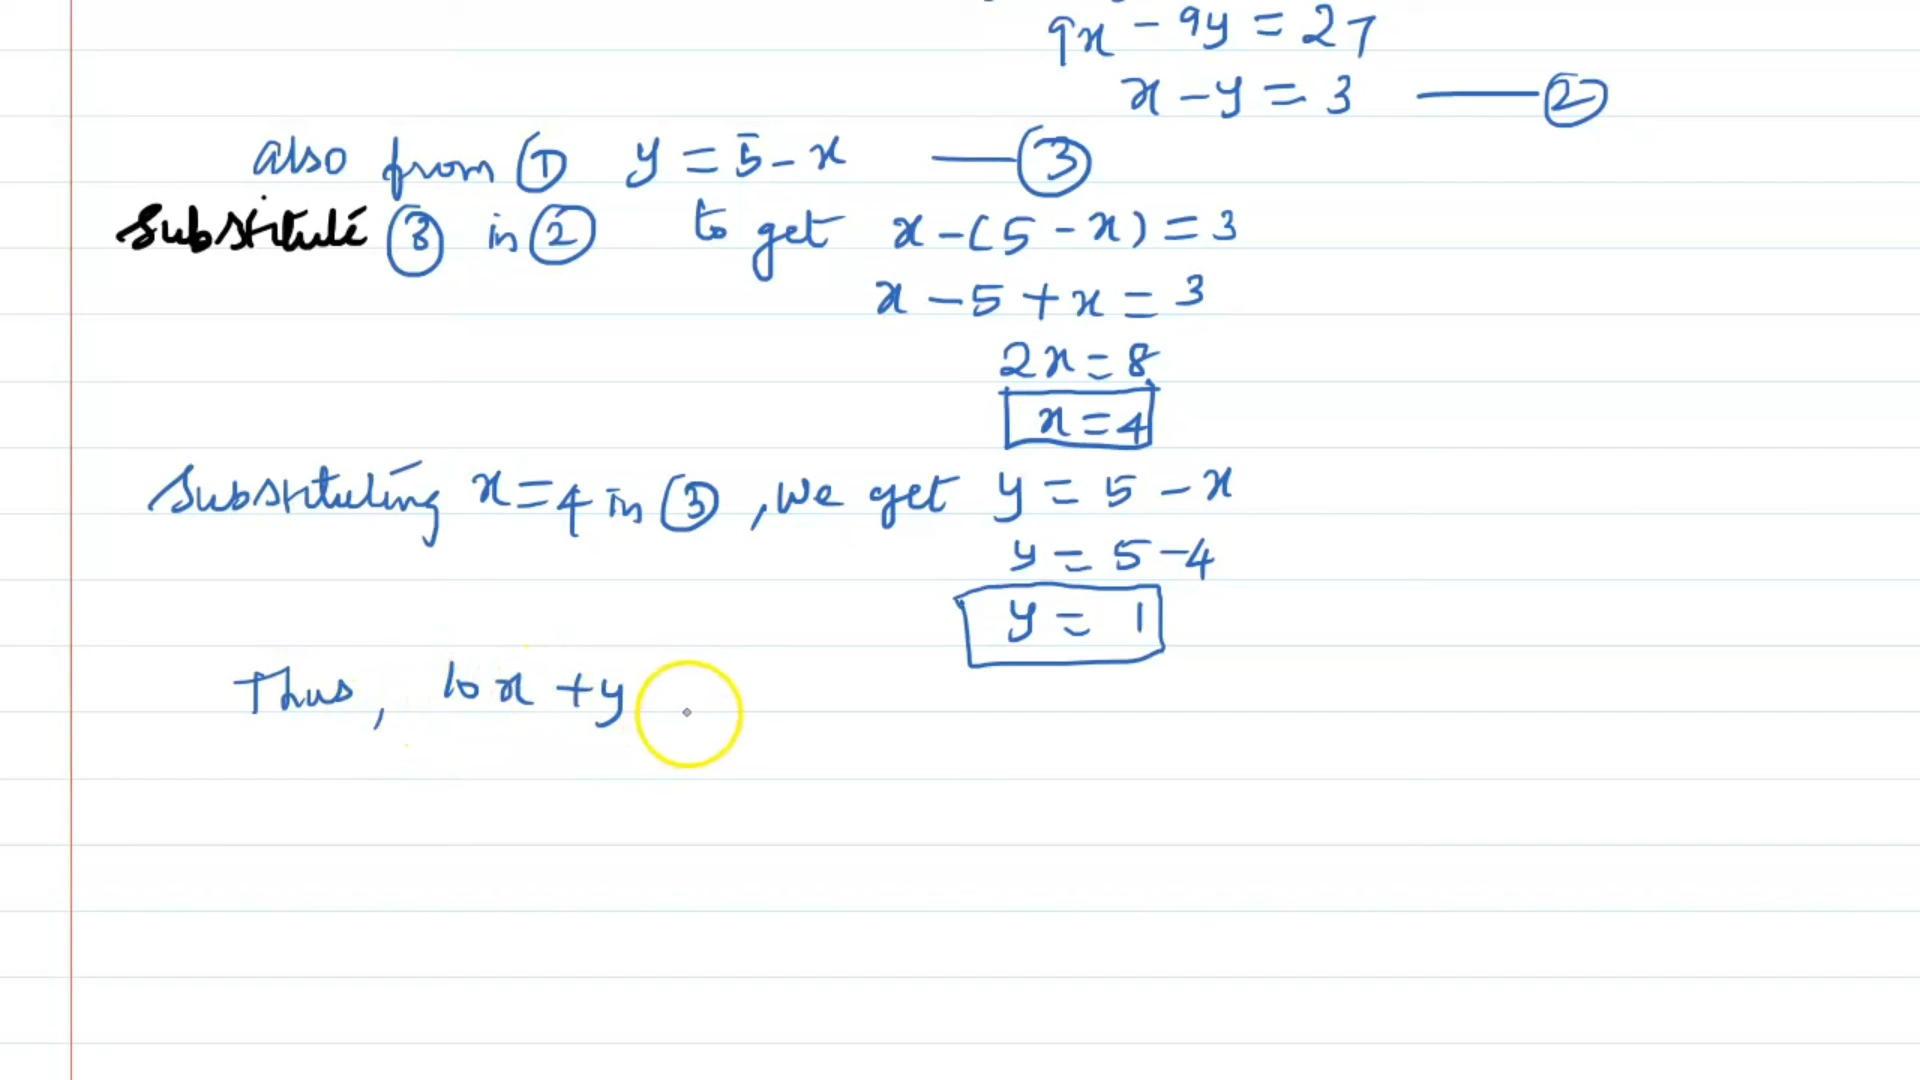 9x - 9y = 27
x - y = 3 —— ②
also from ① y = 5 - x —— ③
Substitute ③ in ② to get x - (5 - x) = 3
x - 5 + x = 3
2x = 8
x = 4
Substituting x = 4 in ③, we get y = 5 - x
y = 5 - 4
y = 1
Thus, 10x + y